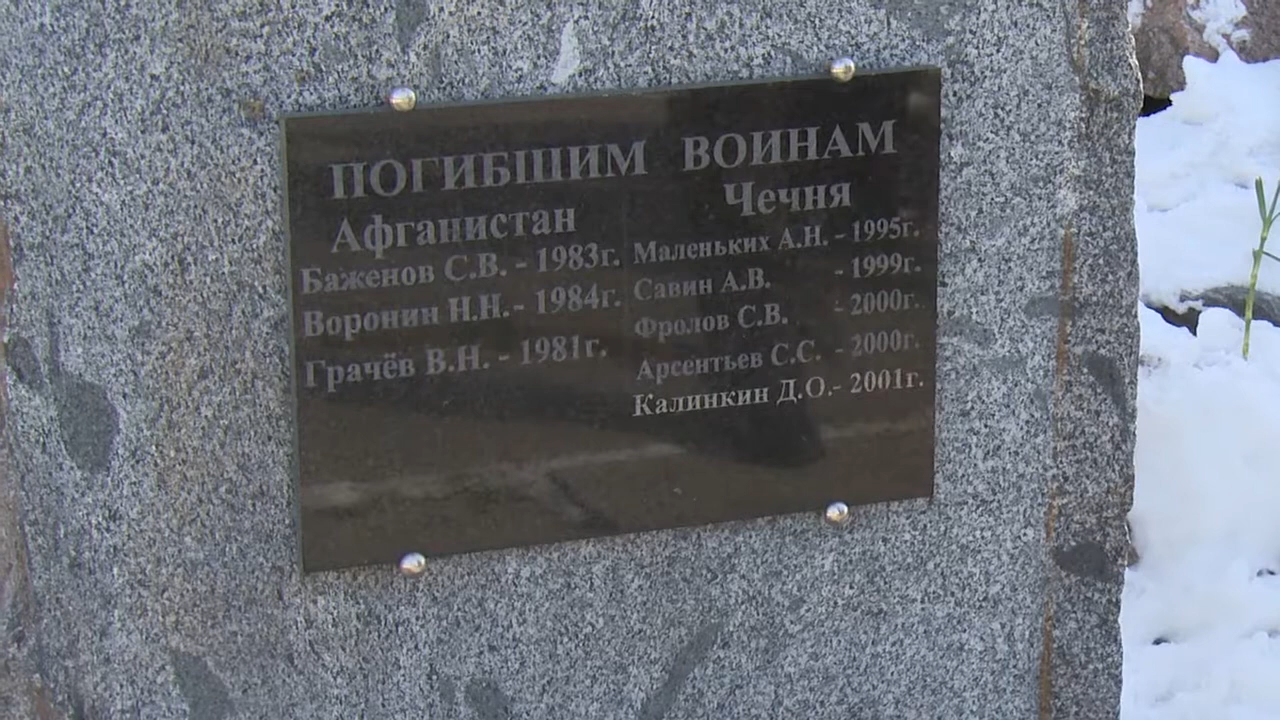 ПОГИБШИМ ВОИНАМ
Афганистан
Баженов С.В. - 1983г.
Воронин Н.Н. - 1984г.
Грачёв В.Н. - 1981г.
Чечня
Маленьких А.Н. - 1995г.
Савин А.В. - 1999г.
Фролов С.В. - 2000г.
Арсентьев С.С. - 2000г.
Калинкин Д.О. - 2001г.